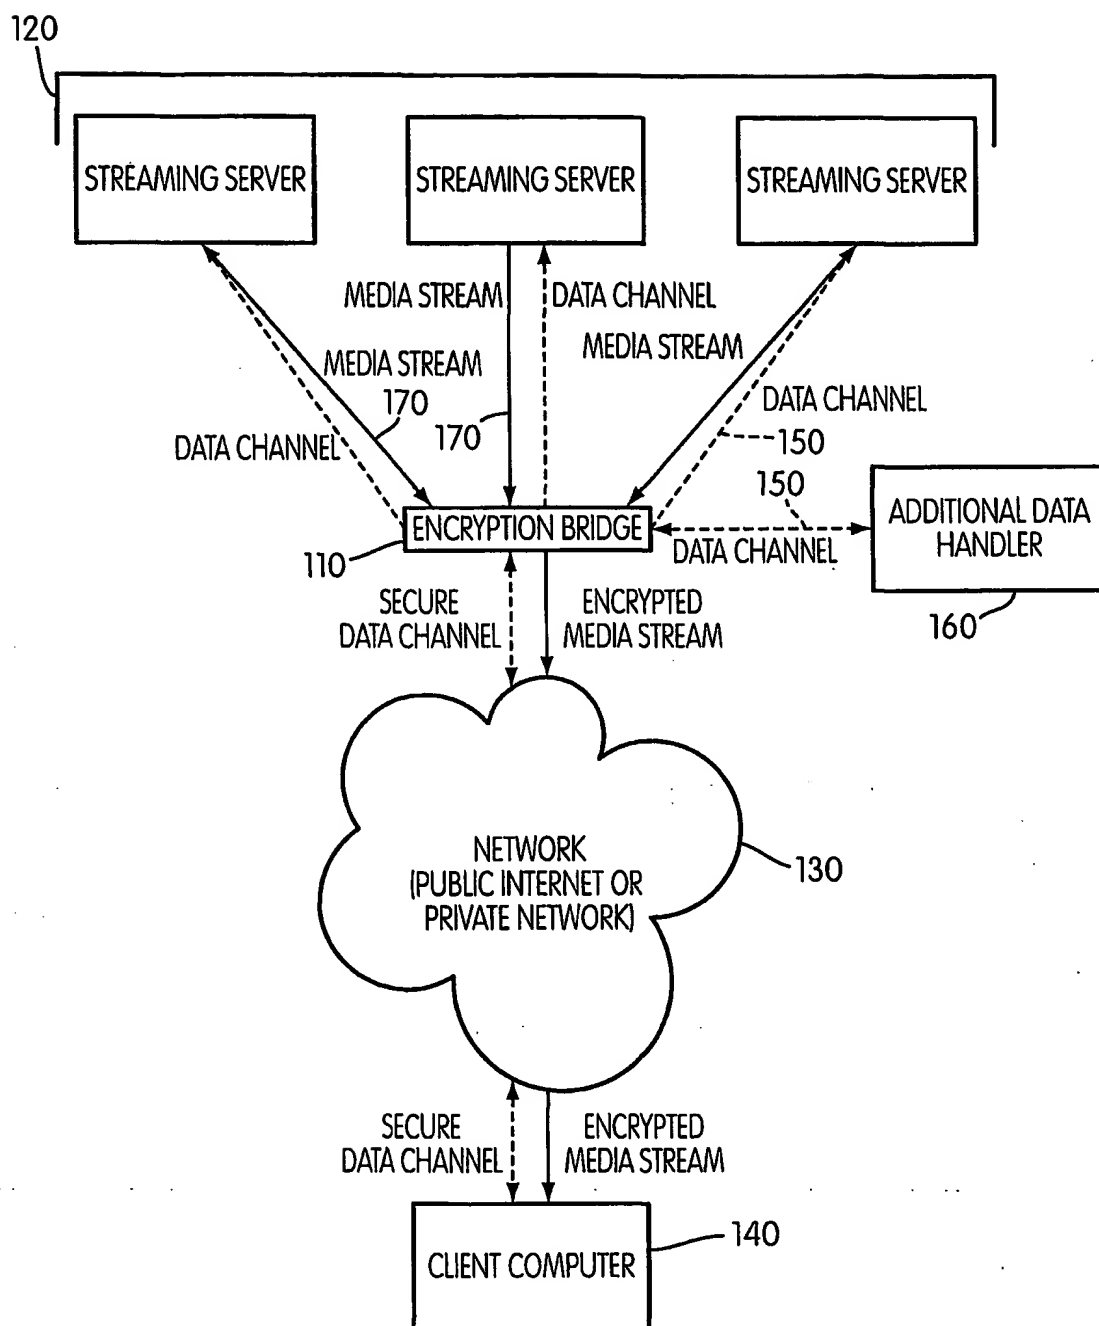 120
STREAMING SERVER
STREAMING SERVER
STREAMING SERVER
MEDIA STREAM
DATA CHANNEL
MEDIA STREAM
MEDIA STREAM
170
170
DATA CHANNEL
150
DATA CHANNEL
150
ENCRYPTION BRIDGE
110
DATA CHANNEL
ADDITIONAL DATA
HANDLER
160
SECURE
DATA CHANNEL
ENCRYPTED
MEDIA STREAM
NETWORK
(PUBLIC INTERNET OR
PRIVATE NETWORK)
130
SECURE
DATA CHANNEL
ENCRYPTED
MEDIA STREAM
CLIENT COMPUTER
140